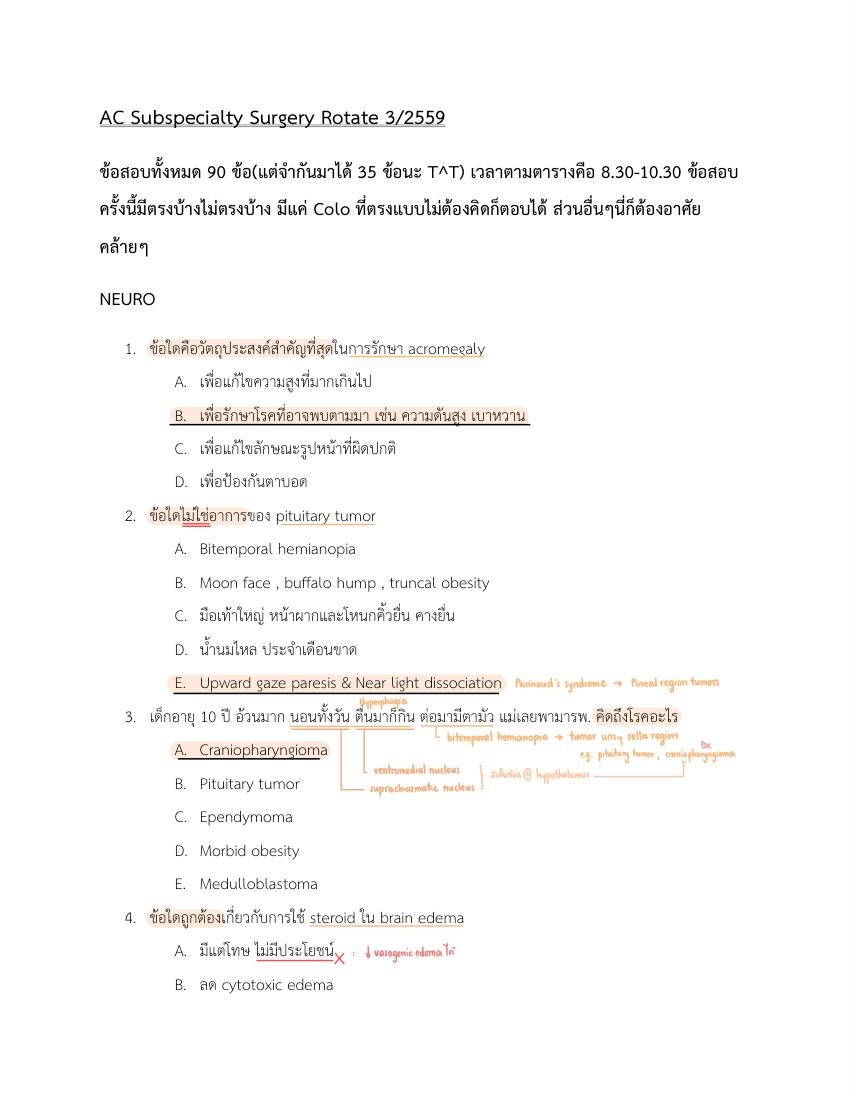 AC Subspecialty Surgery Rotate 3/2559
ข้อสอบทั้งหมด 90 ข้อ(แต่จำกันมาได้ 35 ข้อนะ T^T) เวลาตามตารางคือ 8.30-10.30 ข้อสอบ
ครั้งนี้มีตรงบ้างไม่ตรงบ้าง มีแค่ Colo ที่ตรงแบบไม่ต้องคิดก็ตอบได้ ส่วนอื่นๆนี่ก็ต้องอาศัย
คล้ายๆ
NEURO
1. ข้อใดคือวัตถุประสงค์สำคัญที่สุดในการรักษา acromegaly
A. เพื่อแก้ไขความสูงที่มากเกินไป
B. เพื่อรักษาโรคที่อาจพบตามมา เช่น ความดันสูง เบาหวาน
C. เพื่อแก้ไขลักษณะรูปหน้าที่ผิดปกติ
D. เพื่อป้องกันตาบอด
2. ข้อใดไม่ใช่อาการของ pituitary tumor
A. Bitemporal hemianopia
B. Moon face , buffalo hump , truncal obesity
C. มือเท้าใหญ่ หน้าผากและโหนกคิ้วยื่น คางยื่น
D. น้ำนมไหล ประจำเดือนขาด
E. Upward gaze paresis & Near light dissociation Parinaud's syndrome → Pineal region tumors
Hyperphagia
3. เด็กอายุ 10 ปี อ้วนมาก นอนทั้งวัน ตื่นมาก็กิน ต่อมามีตามัว แม่เลยพามารพ. คิดถึงโรคอะไร
bitemporal hemianopia → tumor แถว sella region
A. Craniopharyngioma
e.g. pituitary tumor , craniopharyngioma
ventromedial nucleus
B. Pituitary tumor
suprachiasmatic nucleus
@ hypothalamus
C. Ependymoma
D. Morbid obesity
E. Medulloblastoma
4. ข้อใดถูกต้องเกี่ยวกับการใช้ steroid ใน brain edema
A. มีแต่โทษ ไม่มีประโยชน์ X : ↓ vasogenic edema ได้
B. ลด cytotoxic edema